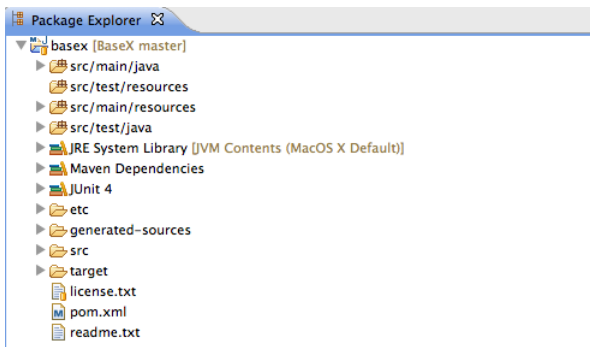 Package Explorer
basex [BaseX master]
src/main/java
src/test/resources
src/main/resources
src/test/java
JRE System Library [JVM Contents (MacOS X Default)]
Maven Dependencies
JUnit 4
etc
generated-sources
src
target
license.txt
pom.xml
readme.txt